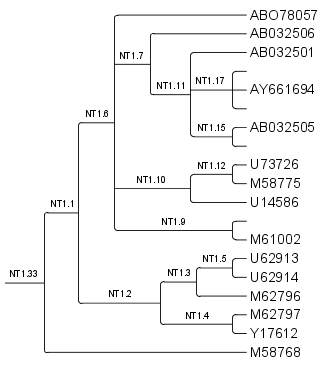 ABO78057
AB032506
NT1.7
AB032501
NT1.17
NT1.11
AY661694
NT1.6
AB032505
NT1.15
U73726
NT1.12
NT1.10
M58775
U14586
NT1.1
NT1.9
M61002
U62913
NT1.5
NT1.3
NT1.33
U62914
NT1.2
M62796
M62797
NT1.4
Y17612
M58768